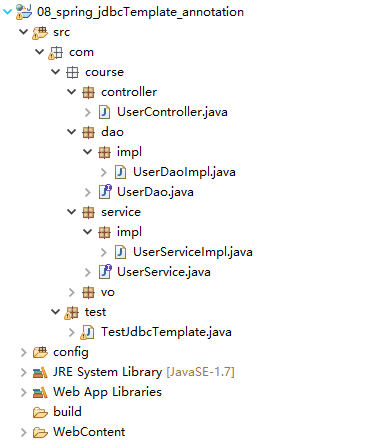 08_spring_jdbcTemplate_annotation
src
com
course
controller
UserController.java
dao
impl
UserDaoImpl.java
UserDao.java
service
impl
UserServiceImpl.java
UserService.java
vo
test
TestJdbcTemplate.java
config
JRE System Library [JavaSE-1.7]
Web App Libraries
build
WebContent